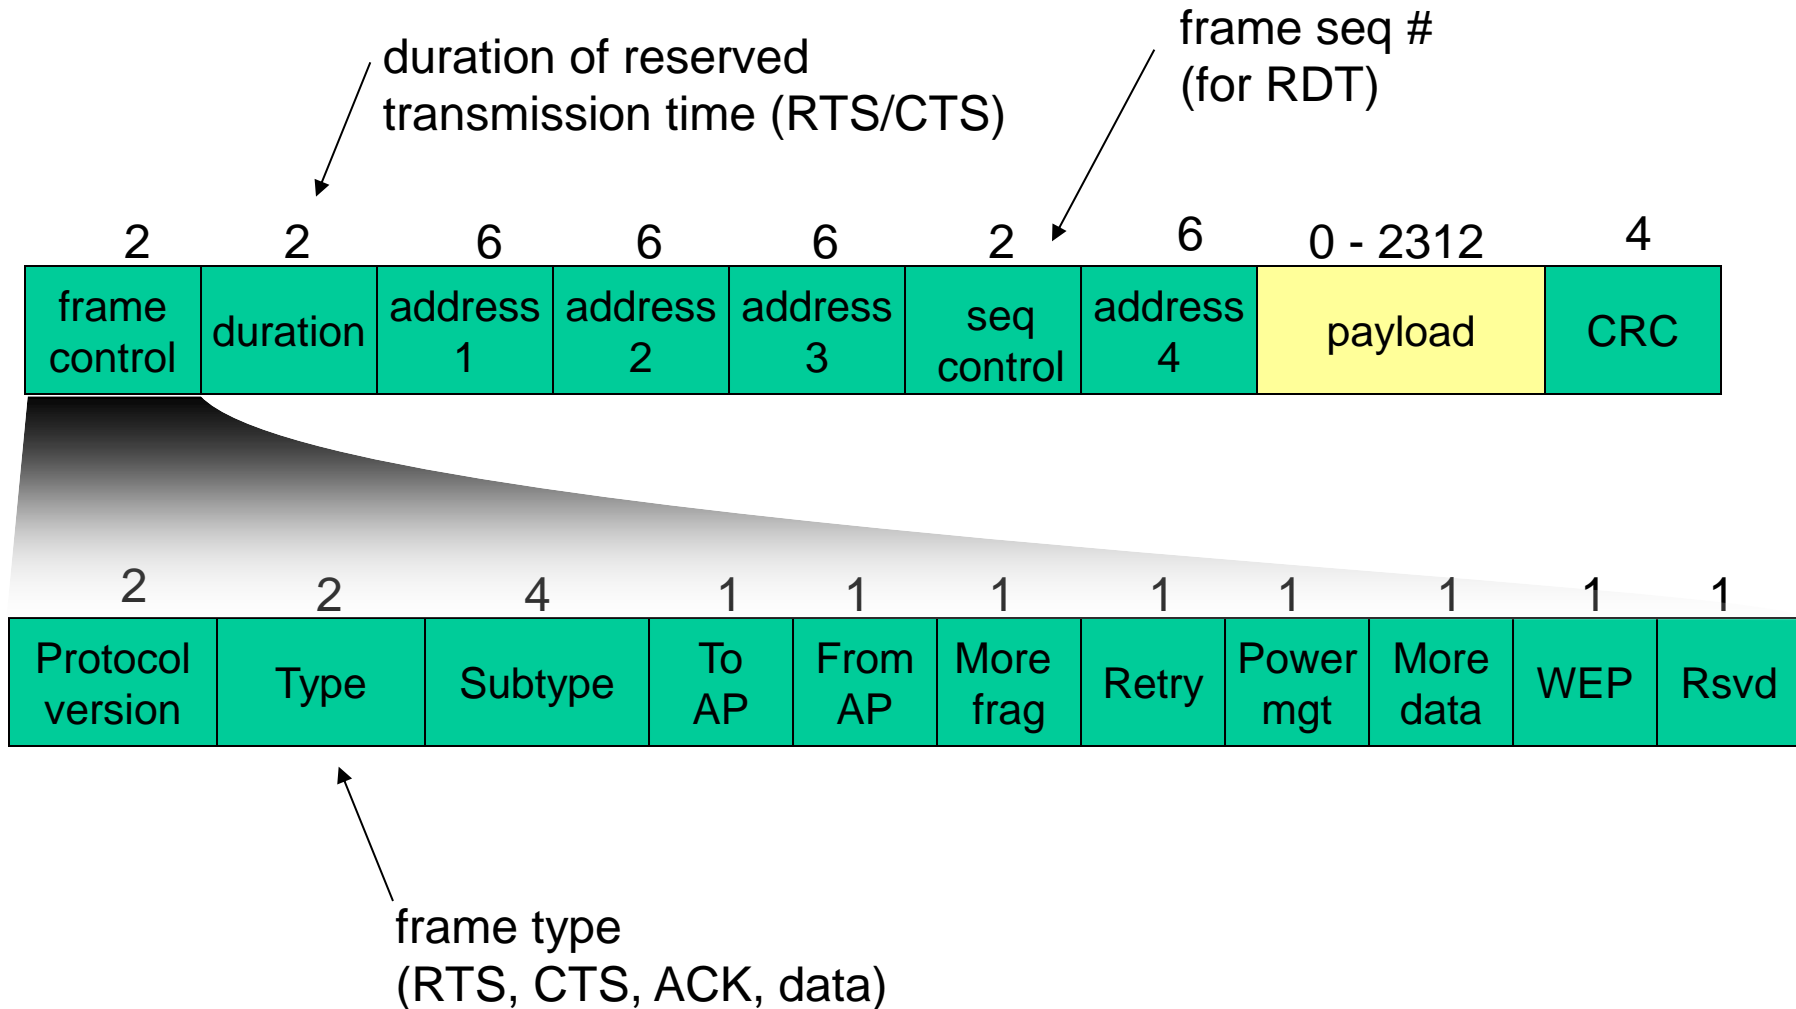 duration of reserved
transmission time (RTS/CTS)
frame seq #
(for RDT)
2 2 6 6 6 2 6 0 - 2312 4
frame control duration address 1 address 2 address 3 seq control address 4 payload CRC
2 2 4 1 1 1 1 1 1 1 1
Protocol version Type Subtype To AP From AP More frag Retry Power mgt More data WEP Rsvd
frame type
(RTS, CTS, ACK, data)